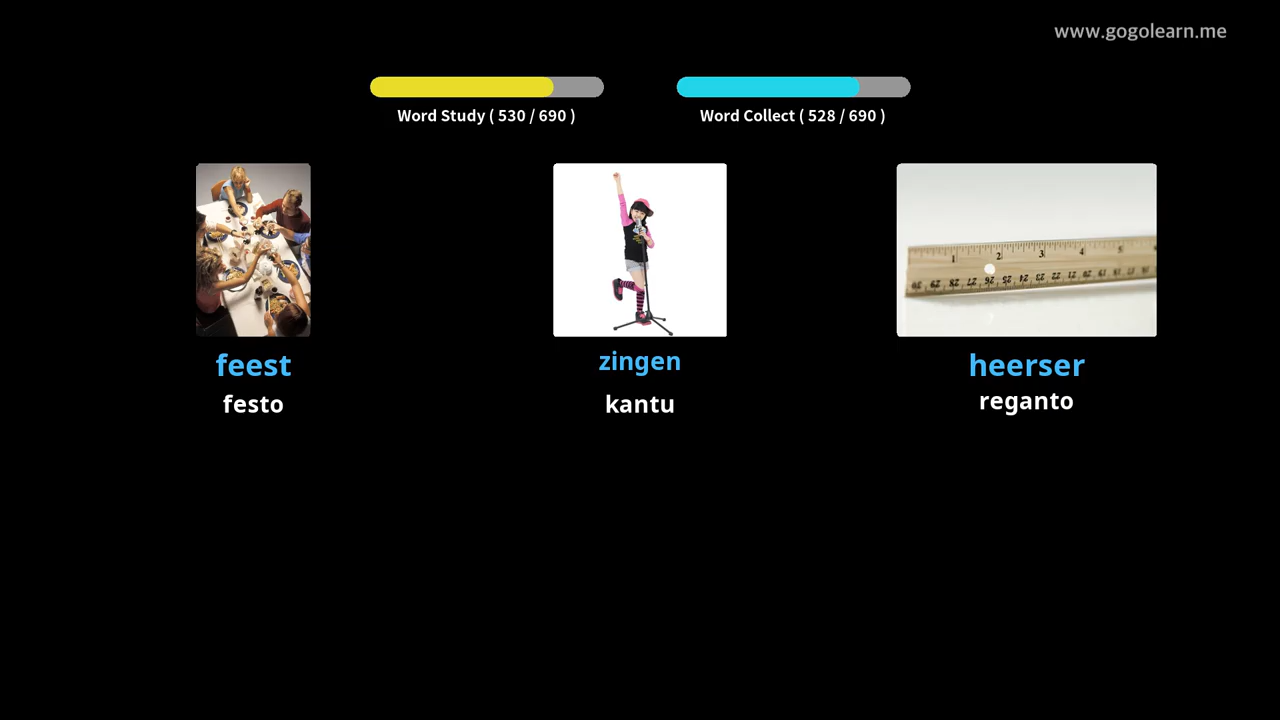 www.gogolearn.me
Word Study ( 530 / 690 )
Word Collect ( 528 / 690 )
feest
festo
zingen
kantu
heerser
reganto